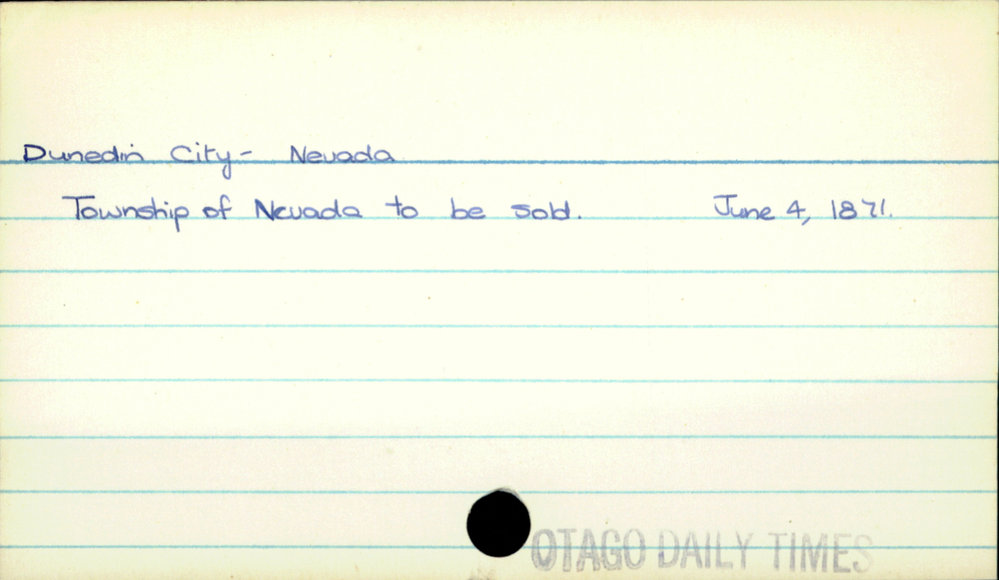 Dunedin City - Nevada
Township of Nevada to be sold. June 4, 1871.
OTAGO DAILY TIMES